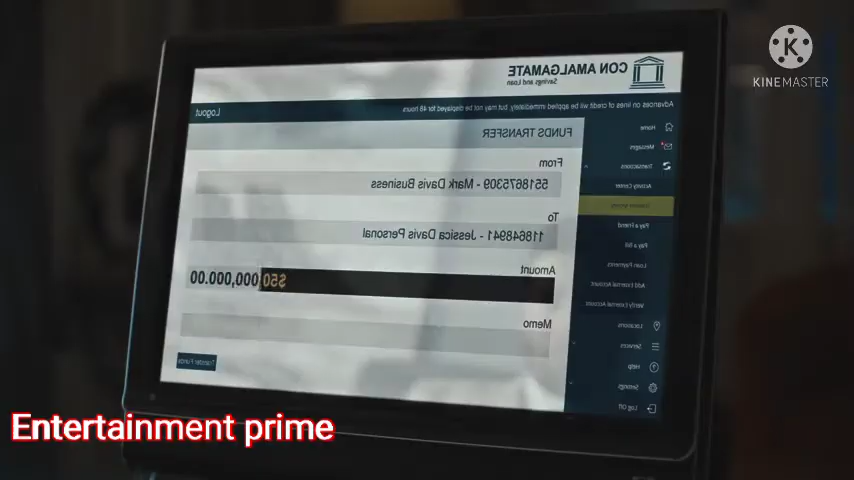 CON AMALGAMATE
Savings and Loan
Advances on lines of credit will be applied immediately, but may not be displayed for 48 hours.
Logout
Home
Messages
Transactions
Activity Center
Pay a Friend
Pay a Bill
Loan Payments
Add External Account
Verify External Account
Locations
Services
Help
Settings
Log Off
FUNDS TRANSFER
From
5518675309 - Mark Davis Business
To
118648941 - Jessica Davis Personal
Amount
$50,000,000.00
Memo
Transfer Funds
KINEMASTER
Entertainment prime